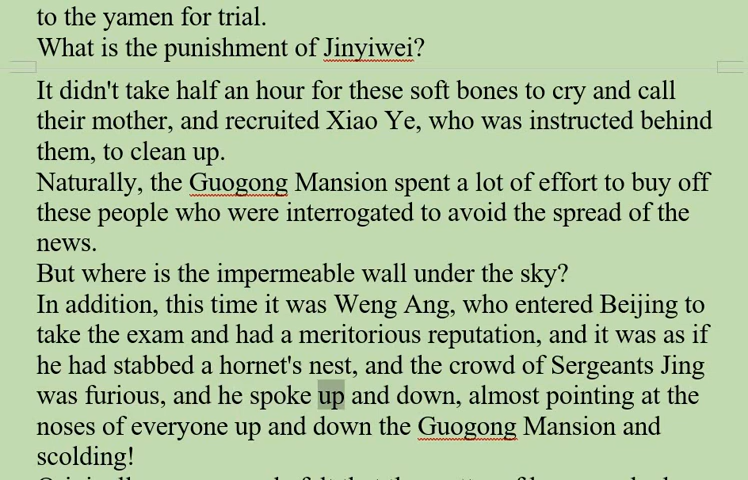 to the yamen for trial.
What is the punishment of Jinyiwei?
It didn't take half an hour for these soft bones to cry and call
their mother, and recruited Xiao Ye, who was instructed behind
them, to clean up.
Naturally, the Guogong Mansion spent a lot of effort to buy off
these people who were interrogated to avoid the spread of the
news.
But where is the impermeable wall under the sky?
In addition, this time it was Weng Ang, who entered Beijing to
take the exam and had a meritorious reputation, and it was as if
he had stabbed a hornet's nest, and the crowd of Sergeants Jing
was furious, and he spoke up and down, almost pointing at the
noses of everyone up and down the Guogong Mansion and
scolding!